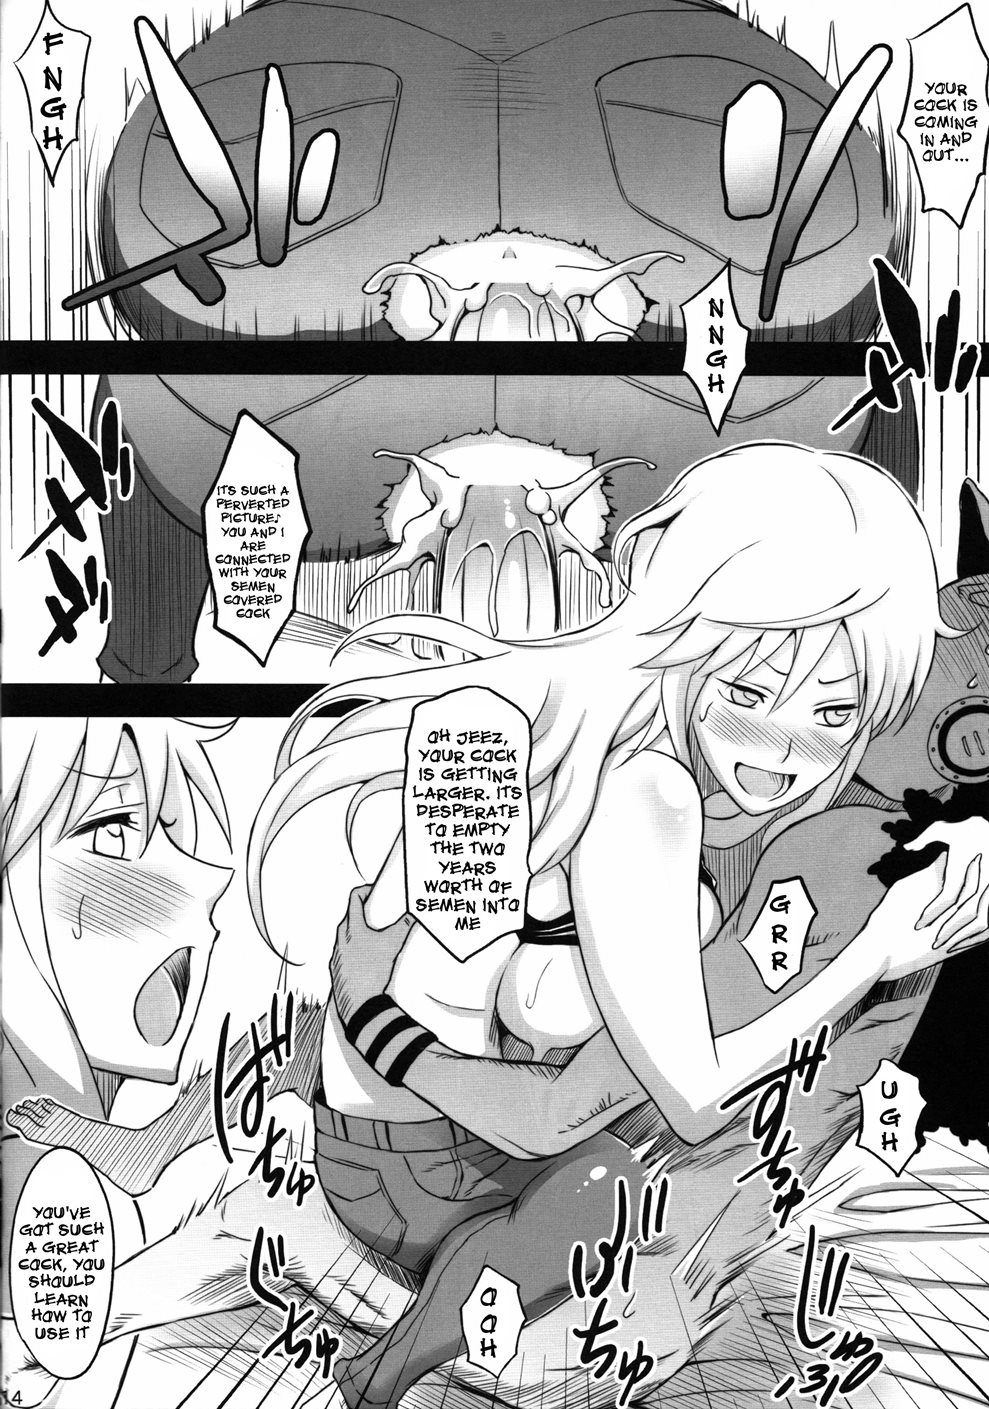 YOUR
COCK IS
COMING
IN AND
OUT...
FNGH
NNGH
ITS SUCH A
PERVERTED
PICTURE,
YOU AND I
ARE
CONNECTED
WITH YOUR
SEMEN
COVERED
COCK
OH JEEZ,
YOUR COCK
IS GETTING
LARGER. ITS
DESPERATE
TO EMPTY
THE TWO
YEARS
WORTH OF
SEMEN INTO
ME
GRR
UGH
OOH
YOU'VE
GOT SUCH
A GREAT
COCK, YOU
SHOULD
LEARN
HOW TO
USE IT
14